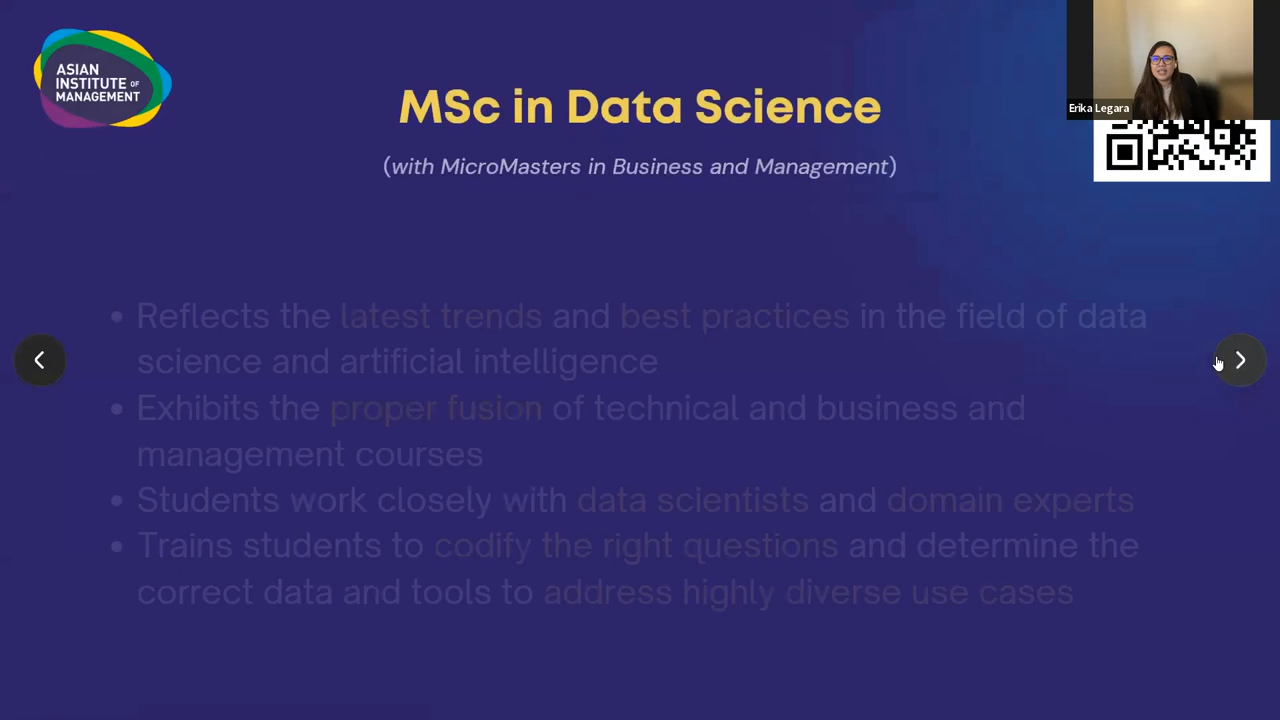 ASIAN
INSTITUTE OF
MANAGEMENT
MSc in Data Science
(with MicroMasters in Business and Management)
Erika Legara
• Reflects the latest trends and best practices in the field of data
science and artificial intelligence
• Exhibits the proper fusion of technical and business and
management courses
• Students work closely with data scientists and domain experts
• Trains students to codify the right questions and determine the
correct data and tools to address highly diverse use cases